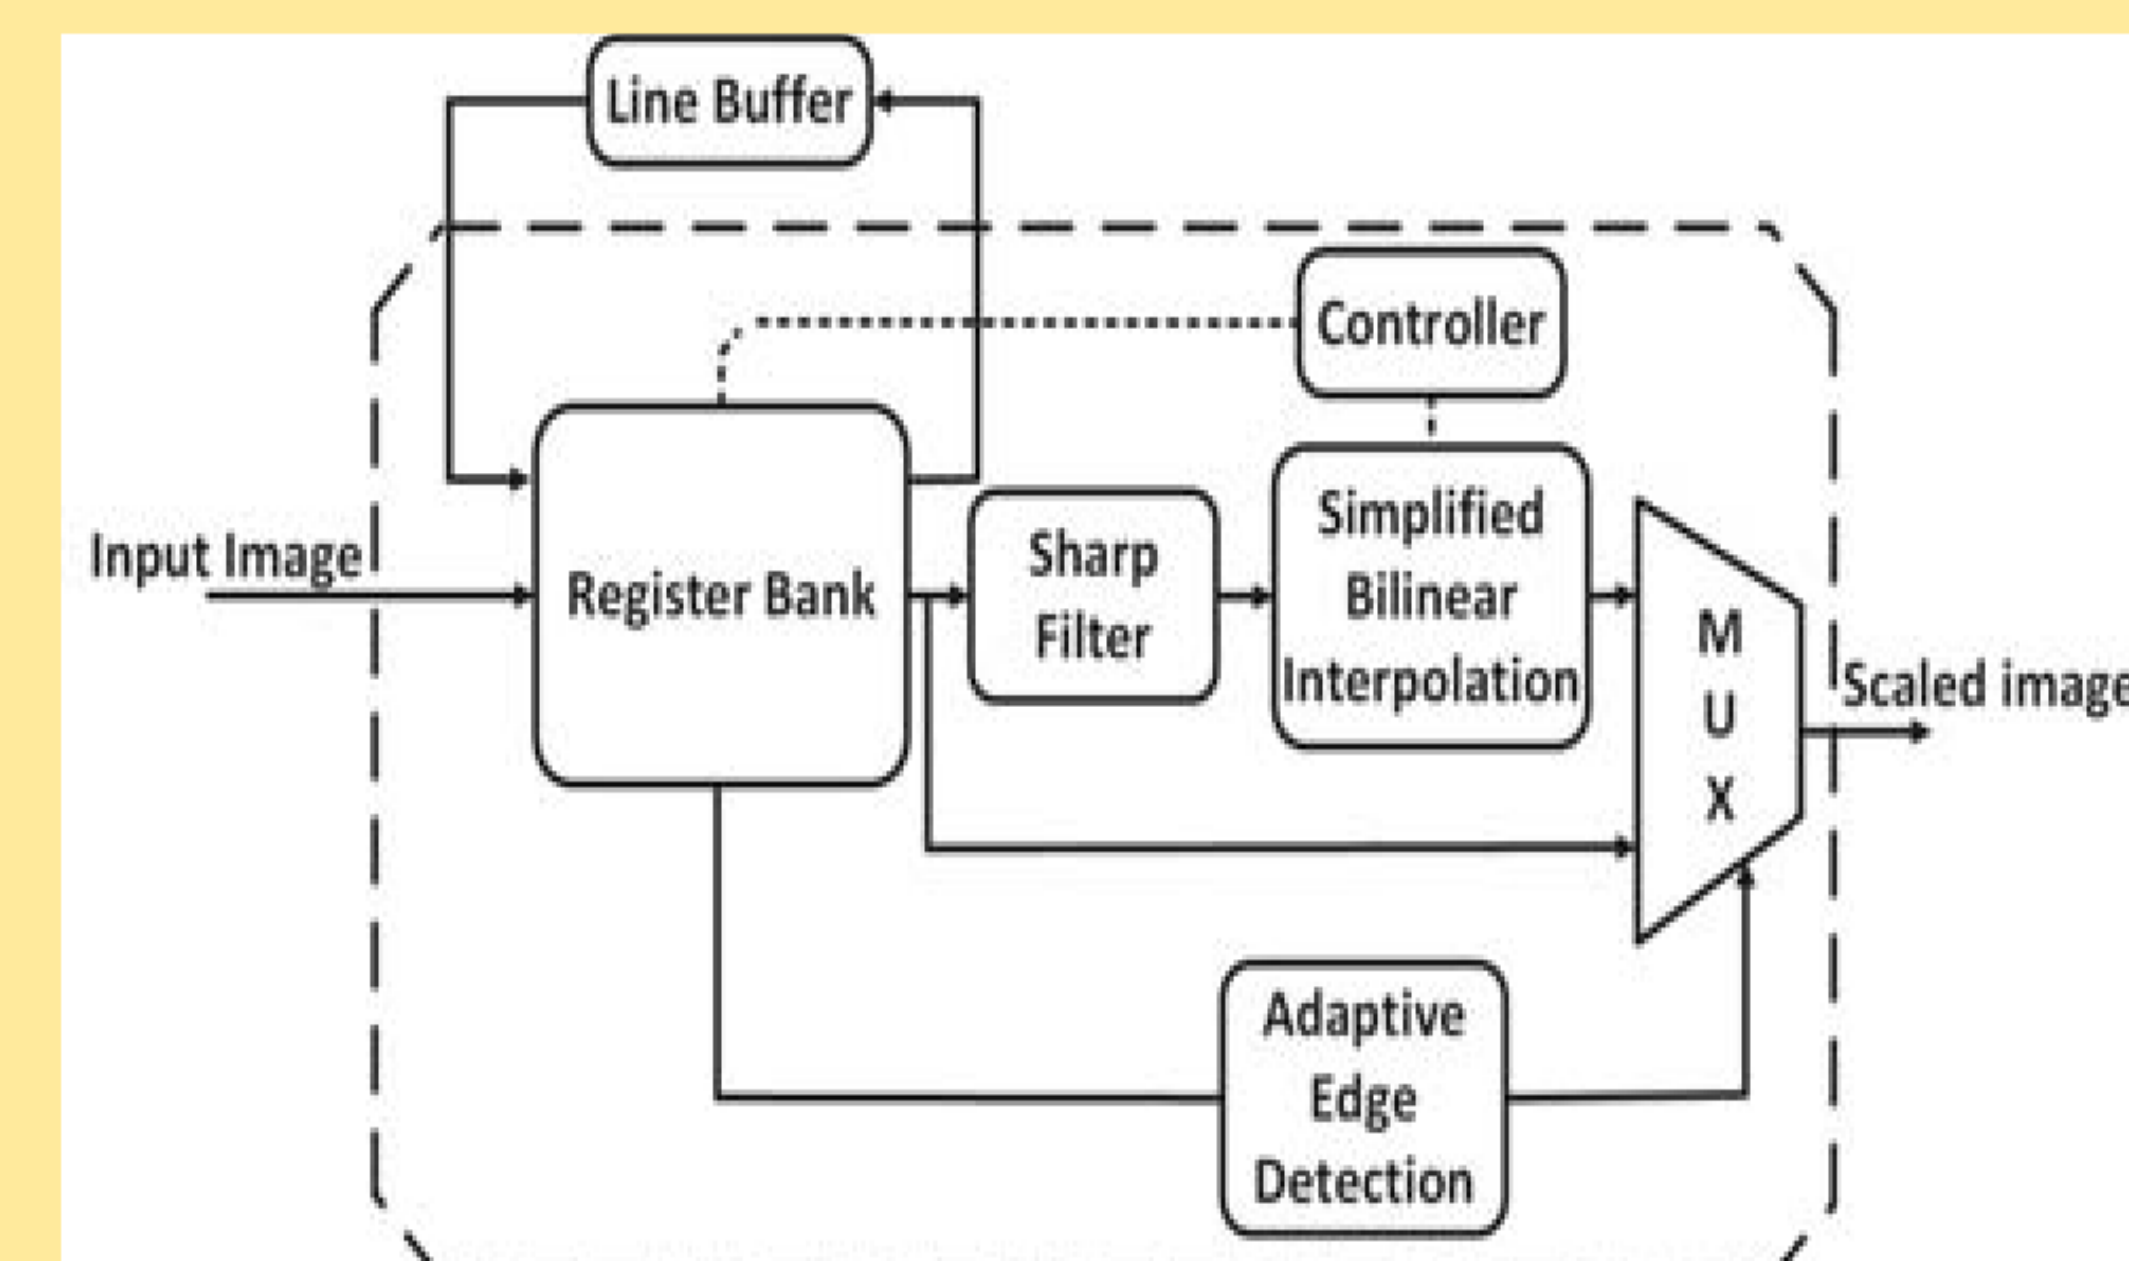 Line Buffer
Controller
Input Image
Register Bank
Sharp
Filter
Simplified
Bilinear
Interpolation
M
U
X
Scaled image
Adaptive
Edge
Detection